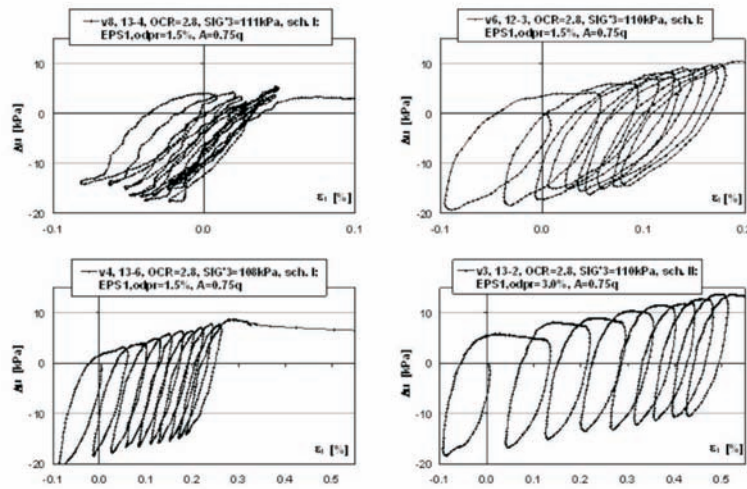 v8, 13-4, OCR=2.8, SIG'3=111kPa, sch. I:
EPS1,odpr=1.5%, A=0.75q
10
0
-10
-20
Δu [kPa]
ε₁ [%]
-0.1
0.0
0.1
v6, 12-3, OCR=2.8, SIG'3=110kPa, sch. I:
EPS1,odpr=1.5%, A=0.75q
10
0
-10
-20
Δu [kPa]
ε₁ [%]
-0.1
0.0
0.1
0.2
v4, 13-6, OCR=2.8, SIG'3=108kPa, sch. I:
EPS1,odpr=1.5%, A=0.75q
10
0
-10
-20
Δu [kPa]
ε₁ [%]
-0.1
0.0
0.1
0.2
0.3
0.4
0.5
v3, 13-2, OCR=2.8, SIG'3=110kPa, sch. II:
EPS1,odpr=3.0%, A=0.75q
10
0
-10
-20
Δu [kPa]
ε₁ [%]
-0.1
0.0
0.1
0.2
0.3
0.4
0.5